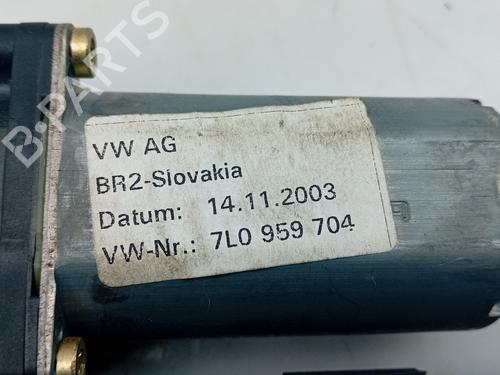 VW AG
BR2-Slovakia
Datum: 14.11.2003
VW-Nr.: 7L0 959 704
B-PARTS